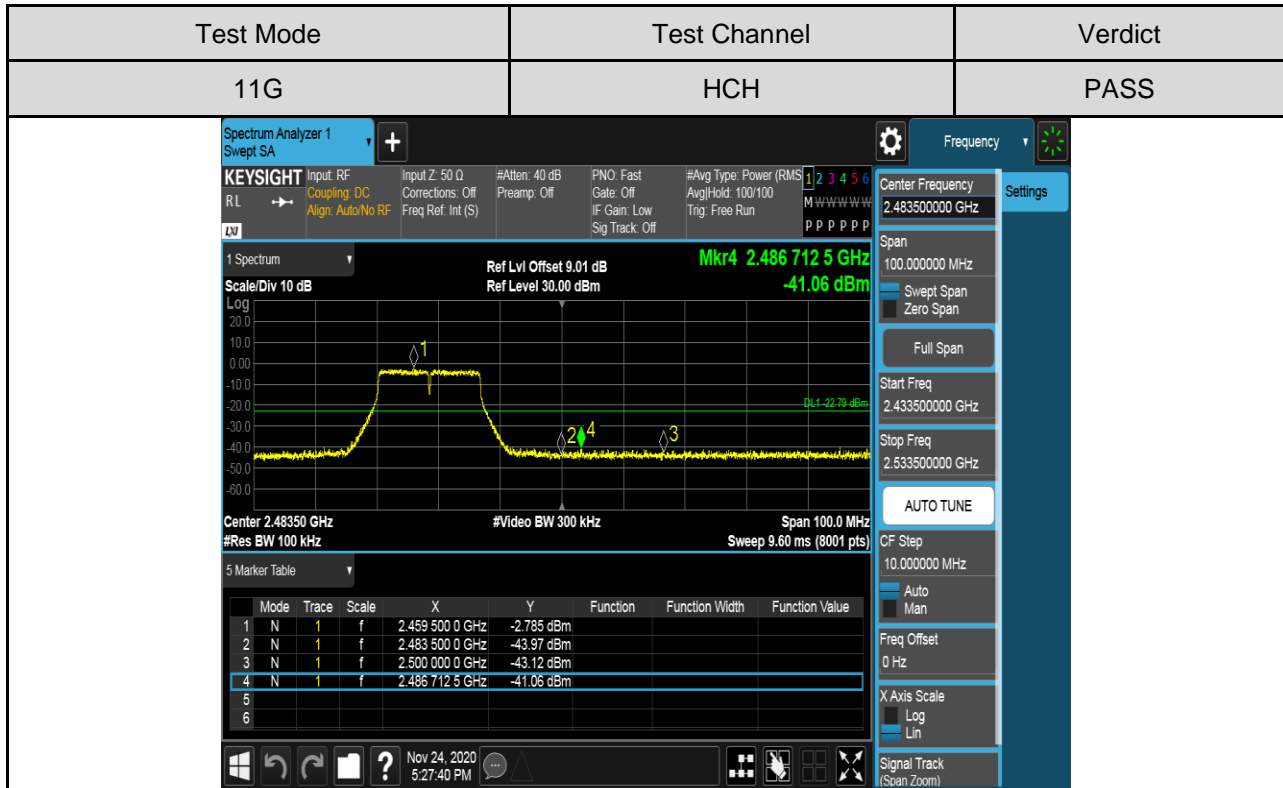 Test Mode Test Channel Verdict
11G HCH PASS
Spectrum Analyzer 1
Swept SA
+
Frequency
KEYSIGHT Input: RF Input Z: 50 Ω #Atten: 40 dB PNO: Fast #Avg Type: Power (RMS 1 2 3 4 5 6
RL Coupling: DC Corrections: Off Preamp: Off Gate: Off Avg|Hold: 100/100 M W W W W W
Align: Auto/No RF Freq Ref: Int (S) IF Gain: Low Trig: Free Run
LXI Sig Track: Off P P P P P P
1 Spectrum
Scale/Div 10 dB
Ref Lvl Offset 9.01 dB
Ref Level 30.00 dBm
Mkr4 2.486 712 5 GHz
-41.06 dBm
Log
20.0
10.0
0.00
-10.0
-20.0
-30.0
-40.0
-50.0
-60.0
1
2
4
3
DL1 -22.79 dBm
Center 2.48350 GHz #Video BW 300 kHz Span 100.0 MHz
#Res BW 100 kHz Sweep 9.60 ms (8001 pts)
5 Marker Table
Mode Trace Scale X Y Function Function Width Function Value
1 N 1 f 2.459 500 0 GHz -2.785 dBm
2 N 1 f 2.483 500 0 GHz -43.97 dBm
3 N 1 f 2.500 000 0 GHz -43.12 dBm
4 N 1 f 2.486 712 5 GHz -41.06 dBm
5
6
?
Nov 24, 2020
5:27:40 PM
Center Frequency
2.483500000 GHz
Settings
Span
100.000000 MHz
Swept Span
Zero Span
Full Span
Start Freq
2.433500000 GHz
Stop Freq
2.533500000 GHz
AUTO TUNE
CF Step
10.000000 MHz
Auto
Man
Freq Offset
0 Hz
X Axis Scale
Log
Lin
Signal Track
(Span Zoom)